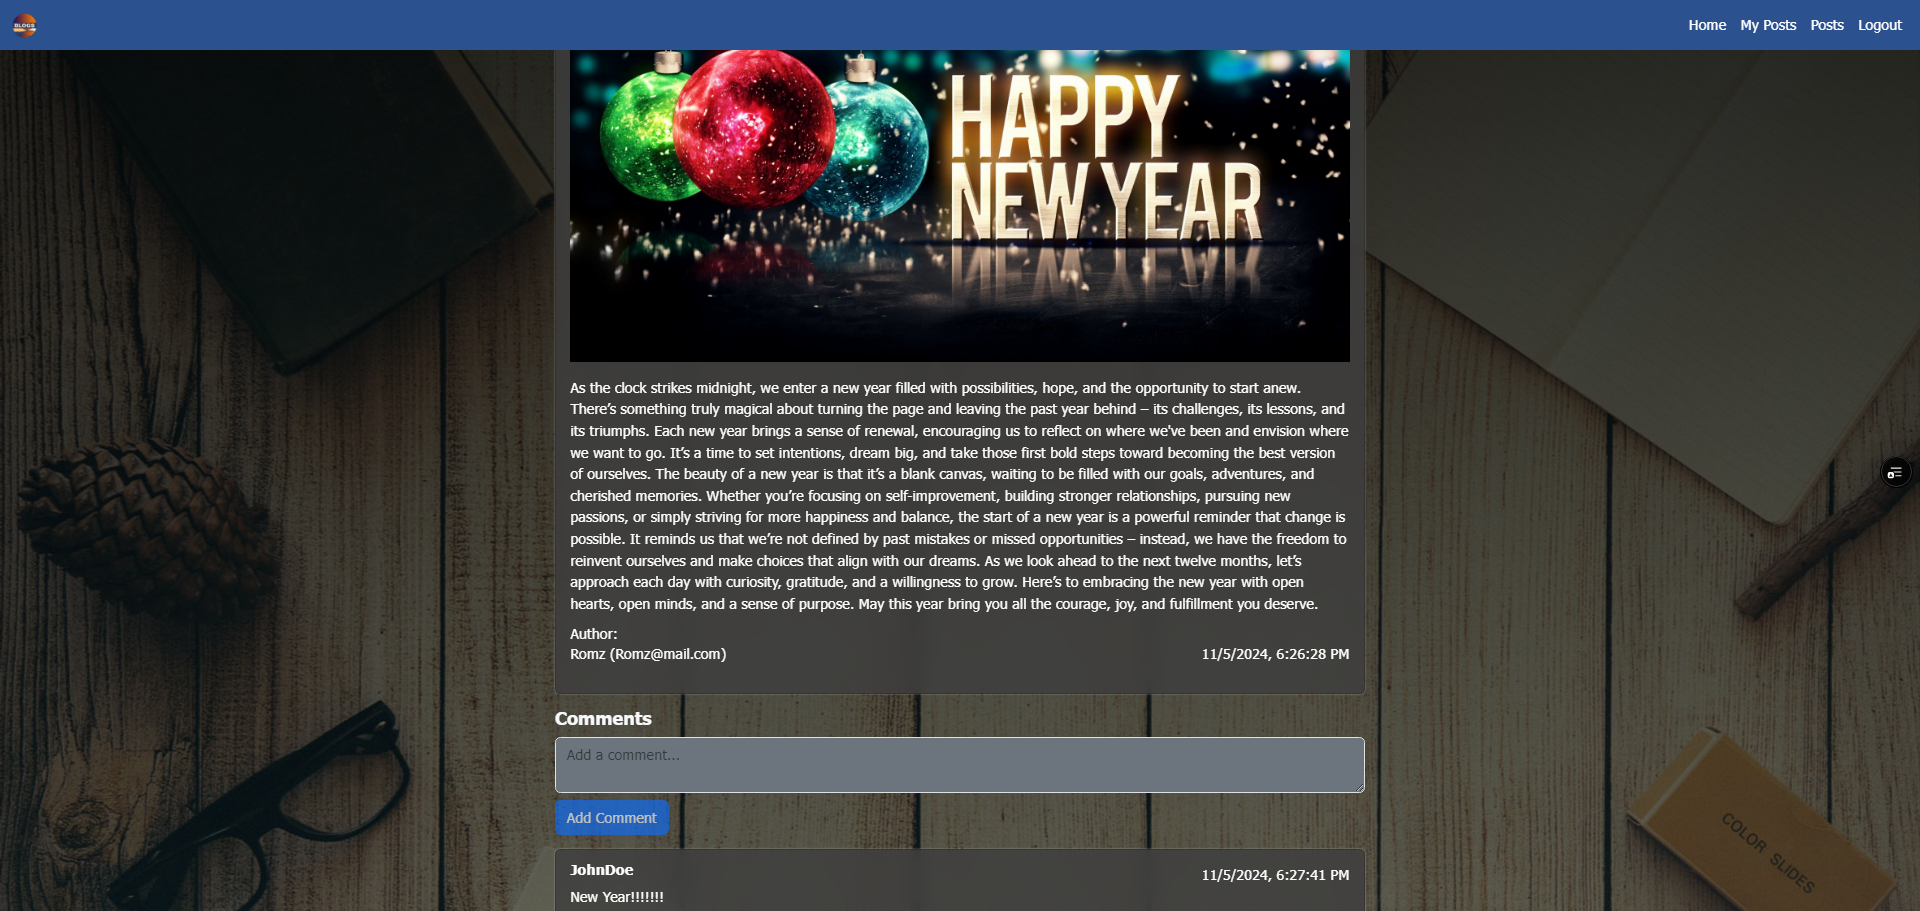 BLOGS
Home My Posts Posts Logout
HAPPY
NEW YEAR
As the clock strikes midnight, we enter a new year filled with possibilities, hope, and the opportunity to start anew.
There’s something truly magical about turning the page and leaving the past year behind – its challenges, its lessons, and
its triumphs. Each new year brings a sense of renewal, encouraging us to reflect on where we've been and envision where
we want to go. It’s a time to set intentions, dream big, and take those first bold steps toward becoming the best version
of ourselves. The beauty of a new year is that it’s a blank canvas, waiting to be filled with our goals, adventures, and
cherished memories. Whether you’re focusing on self-improvement, building stronger relationships, pursuing new
passions, or simply striving for more happiness and balance, the start of a new year is a powerful reminder that change is
possible. It reminds us that we’re not defined by past mistakes or missed opportunities – instead, we have the freedom to
reinvent ourselves and make choices that align with our dreams. As we look ahead to the next twelve months, let’s
approach each day with curiosity, gratitude, and a willingness to grow. Here’s to embracing the new year with open
hearts, open minds, and a sense of purpose. May this year bring you all the courage, joy, and fulfillment you deserve.
Author:
Romz (Romz@mail.com) 11/5/2024, 6:26:28 PM
Comments
Add a comment...
Add Comment
JohnDoe 11/5/2024, 6:27:41 PM
New Year!!!!!!!
COLOR SLIDES